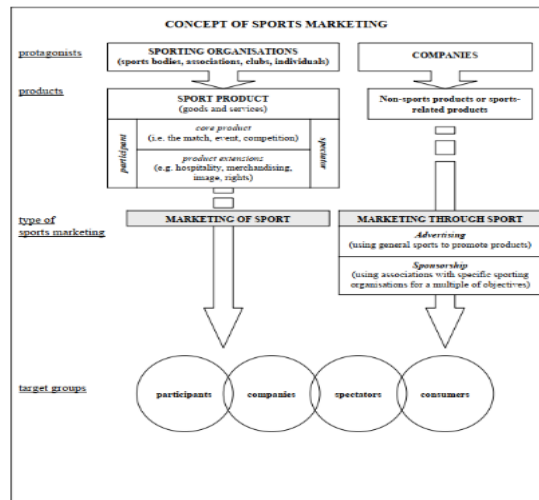 CONCEPT OF SPORTS MARKETING
protagonists
SPORTING ORGANISATIONS
(sports bodies, associations, clubs, individuals)
COMPANIES
products
SPORT PRODUCT
(goods and services)
Non-sports products or sports-
related products
participant
core product
(i.e. the match, event, competition)
product extensions
(e.g. hospitality, merchandising,
image, rights)
spectator
type of
sports marketing
MARKETING OF SPORT
MARKETING THROUGH SPORT
Advertising
(using general sports to promote products)
Sponsorship
(using associations with specific sporting
organisations for a multiple of objectives)
target groups
participants
companies
spectators
consumers